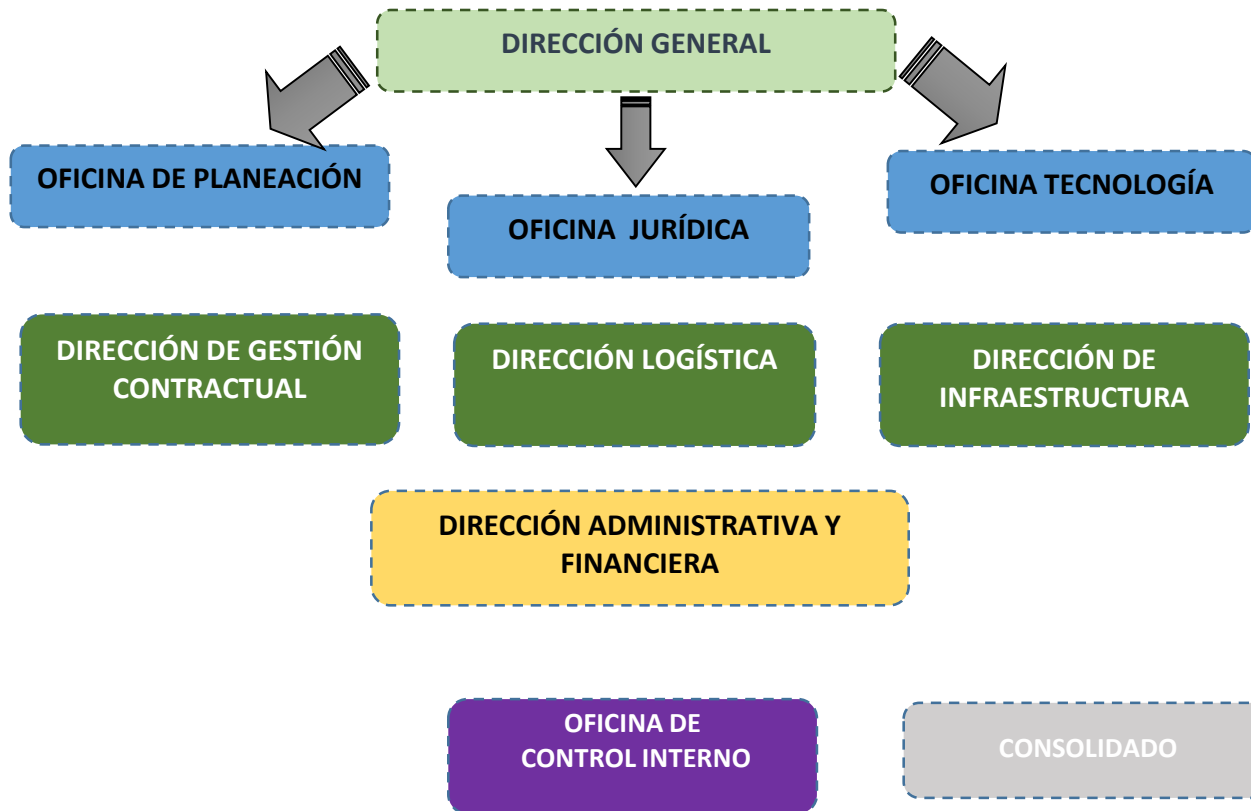 DIRECCIÓN GENERAL
OFICINA DE PLANEACIÓN
OFICINA JURÍDICA
OFICINA TECNOLOGÍA
DIRECCIÓN DE GESTIÓN
CONTRACTUAL
DIRECCIÓN LOGÍSTICA
DIRECCIÓN DE
INFRAESTRUCTURA
DIRECCIÓN ADMINISTRATIVA Y
FINANCIERA
OFICINA DE
CONTROL INTERNO
CONSOLIDADO